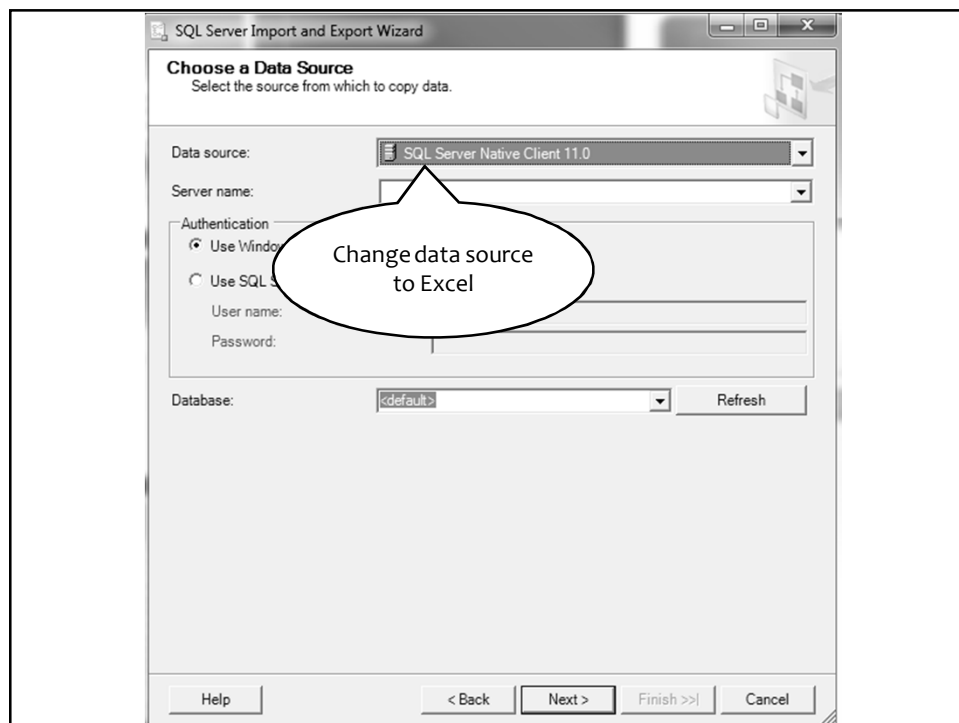 SQL Server Import and Export Wizard
Choose a Data Source
Select the source from which to copy data.
Data source:
SQL Server Native Client 11.0
Server name:
Authentication
Use Window
Use SQL S
Change data source
to Excel
User name:
Password:
Database:
<default>
Refresh
Help
< Back
Next >
Finish >>|
Cancel